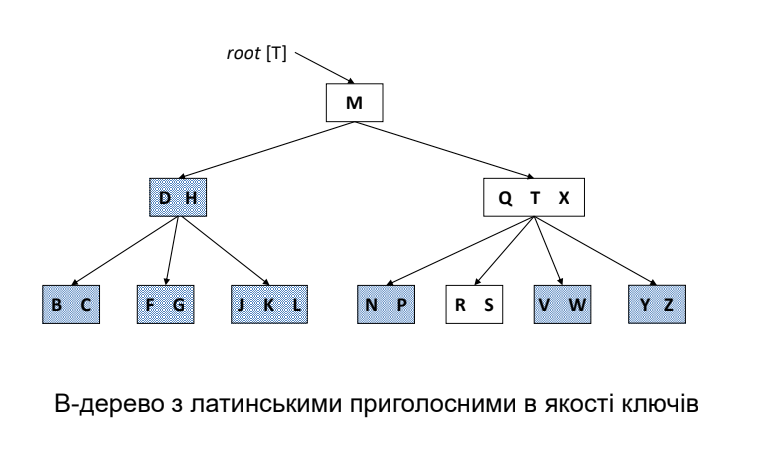 root [T]
M
D H
Q T X
B C
F G
J K L
N P
R S
V W
Y Z
В-дерево з латинськими приголосними в якості ключів